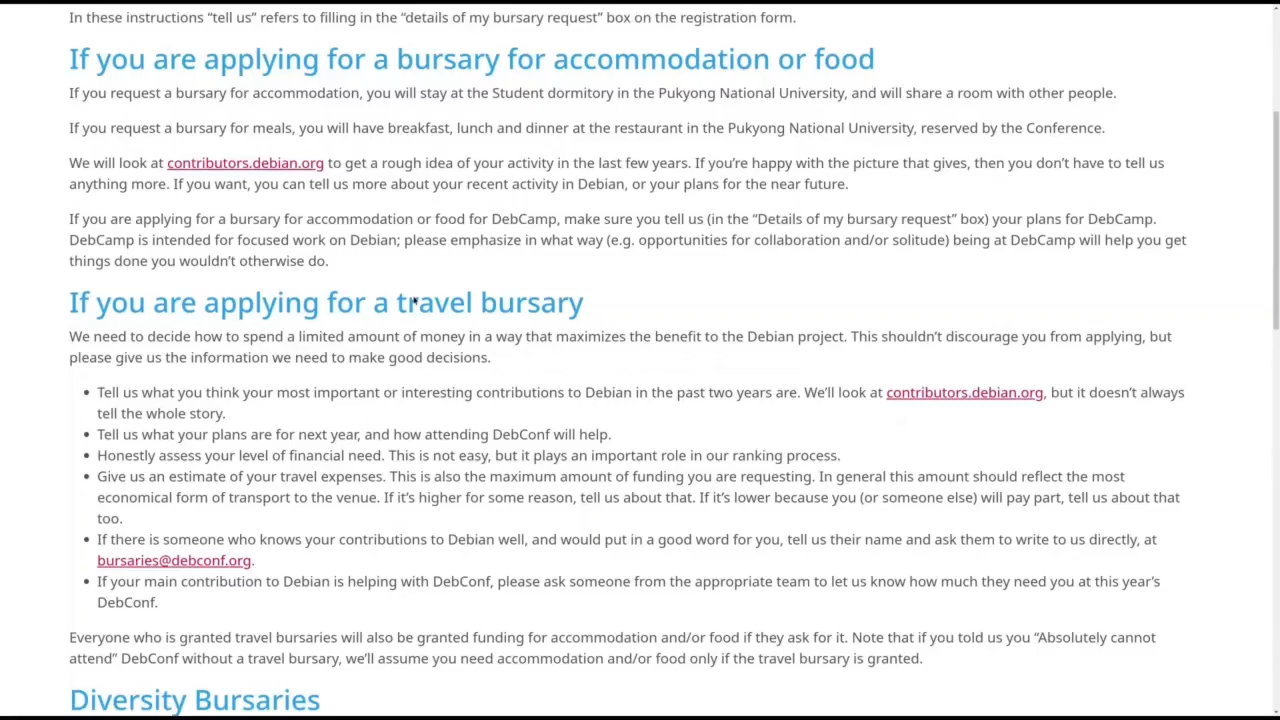 In these instructions “tell us” refers to filling in the “details of my bursary request” box on the registration form.
If you are applying for a bursary for accommodation or food
If you request a bursary for accommodation, you will stay at the Student dormitory in the Pukyong National University, and will share a room with other people.
If you request a bursary for meals, you will have breakfast, lunch and dinner at the restaurant in the Pukyong National University, reserved by the Conference.
We will look at contributors.debian.org to get a rough idea of your activity in the last few years. If you’re happy with the picture that gives, then you don’t have to tell us
anything more. If you want, you can tell us more about your recent activity in Debian, or your plans for the near future.
If you are applying for a bursary for accommodation or food for DebCamp, make sure you tell us (in the “Details of my bursary request” box) your plans for DebCamp.
DebCamp is intended for focused work on Debian; please emphasize in what way (e.g. opportunities for collaboration and/or solitude) being at DebCamp will help you get
things done you wouldn’t otherwise do.
If you are applying for a travel bursary
We need to decide how to spend a limited amount of money in a way that maximizes the benefit to the Debian project. This shouldn’t discourage you from applying, but
please give us the information we need to make good decisions.
• Tell us what you think your most important or interesting contributions to Debian in the past two years are. We’ll look at contributors.debian.org, but it doesn’t always
tell the whole story.
• Tell us what your plans are for next year, and how attending DebConf will help.
• Honestly assess your level of financial need. This is not easy, but it plays an important role in our ranking process.
• Give us an estimate of your travel expenses. This is also the maximum amount of funding you are requesting. In general this amount should reflect the most
economical form of transport to the venue. If it’s higher for some reason, tell us about that. If it’s lower because you (or someone else) will pay part, tell us about that
too.
• If there is someone who knows your contributions to Debian well, and would put in a good word for you, tell us their name and ask them to write to us directly, at
bursaries@debconf.org.
• If your main contribution to Debian is helping with DebConf, please ask someone from the appropriate team to let us know how much they need you at this year’s
DebConf.
Everyone who is granted travel bursaries will also be granted funding for accommodation and/or food if they ask for it. Note that if you told us you “Absolutely cannot
attend” DebConf without a travel bursary, we’ll assume you need accommodation and/or food only if the travel bursary is granted.
Diversity Bursaries